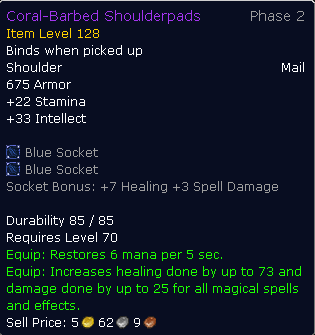 Coral-Barbed Shoulderpads Phase 2
Item Level 128
Binds when picked up
Shoulder Mail
675 Armor
+22 Stamina
+33 Intellect
Blue Socket
Blue Socket
Socket Bonus: +7 Healing +3 Spell Damage
Durability 85 / 85
Requires Level 70
Equip: Restores 6 mana per 5 sec.
Equip: Increases healing done by up to 73 and
damage done by up to 25 for all magical spells
and effects.
Sell Price: 5 62 9